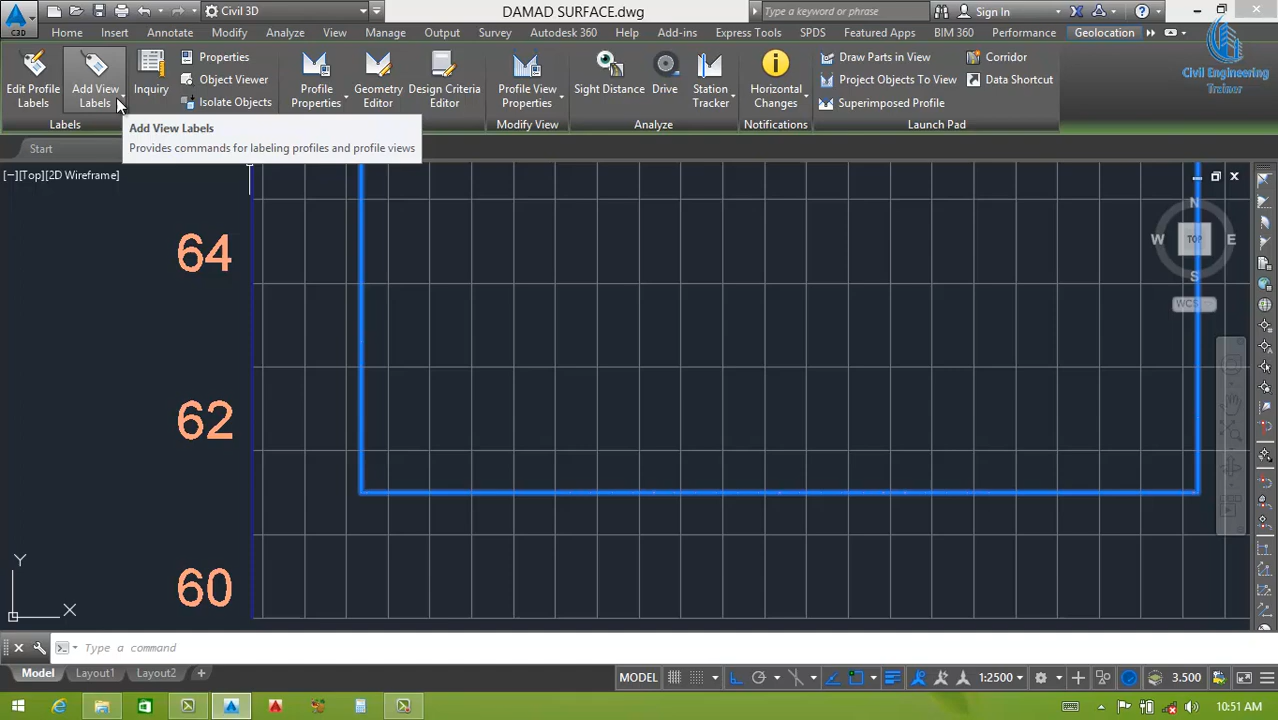 Civil 3D
DAMAD SURFACE.dwg
Type a keyword or phrase
Sign In
C3D
Home Insert Annotate Modify Analyze View Manage Output Survey Autodesk 360 Help Add-ins Express Tools SPDS Featured Apps BIM 360 Performance Geolocation
Edit Profile Labels
Add View Labels
Inquiry
Properties
Object Viewer
Isolate Objects
Profile Properties
Geometry Editor
Design Criteria Editor
Profile View Properties
Sight Distance
Drive
Station Tracker
Horizontal Changes
Draw Parts in View
Project Objects To View
Superimposed Profile
Corridor
Data Shortcut
Civil Engineering
Trainer
Labels
Modify View
Analyze
Notifications
Launch Pad
Add View Labels
Provides commands for labeling profiles and profile views
Start
[−][Top][2D Wireframe]
N
W
TOP
E
S
WCS
64
62
60
Y
X
Type a command
Model Layout1 Layout2 +
MODEL
1:2500
3.500
10:51 AM